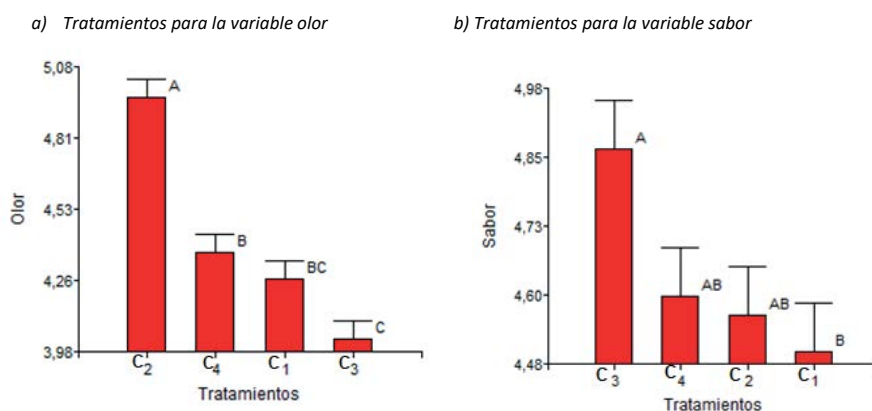 a) Tratamientos para la variable olor
5,08
4,81
4,53
4,26
3,98
Olor
A
B
BC
C
C2
C4
C1
C3
Tratamientos
b) Tratamientos para la variable sabor
4,98
4,85
4,73
4,60
4,48
Sabor
A
AB
AB
B
C3
C4
C2
C1
Tratamientos